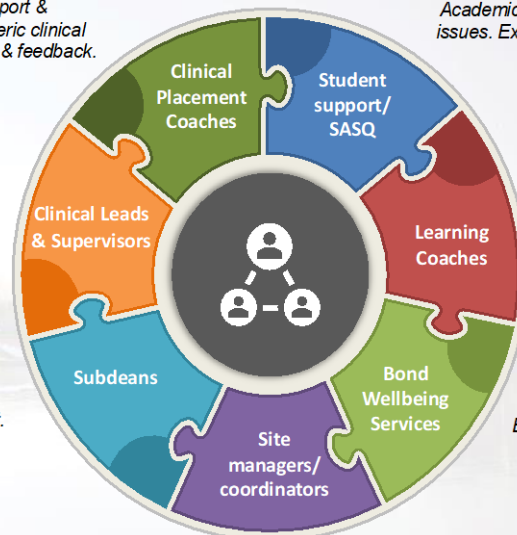 port &
eric clinical
& feedback.
Academic
issues. Ex
Clinical
Placement
Coaches
Student
support/
SASQ
Clinical Leads
& Supervisors
Learning
Coaches
Subdeans
Bond
Wellbeing
Services
Site
managers/
coordinators